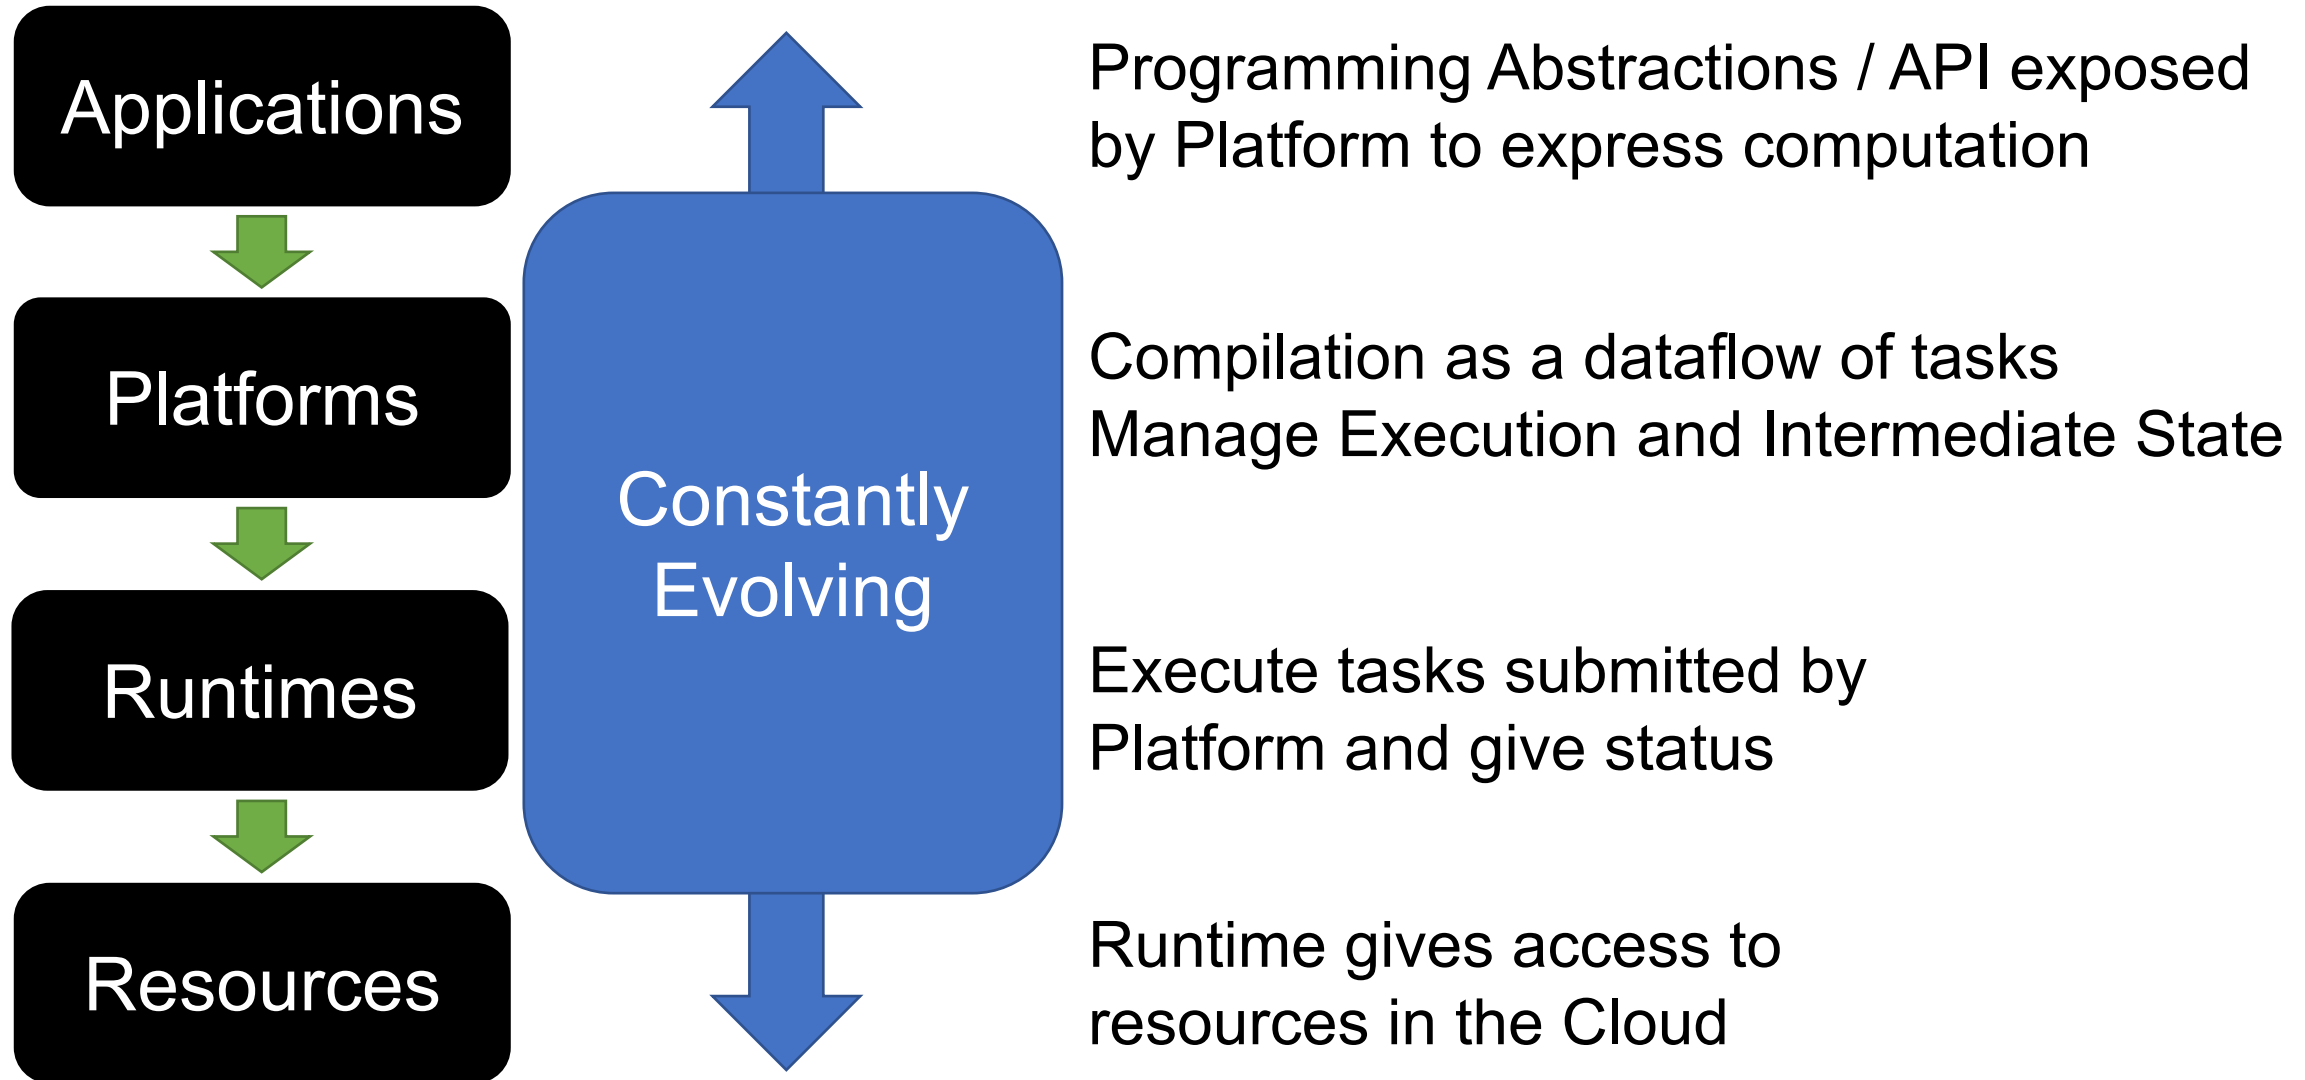 Applications
Programming Abstractions / API exposed
by Platform to express computation
Platforms
Compilation as a dataflow of tasks
Manage Execution and Intermediate State
Constantly
Evolving
Runtimes
Execute tasks submitted by
Platform and give status
Resources
Runtime gives access to
resources in the Cloud